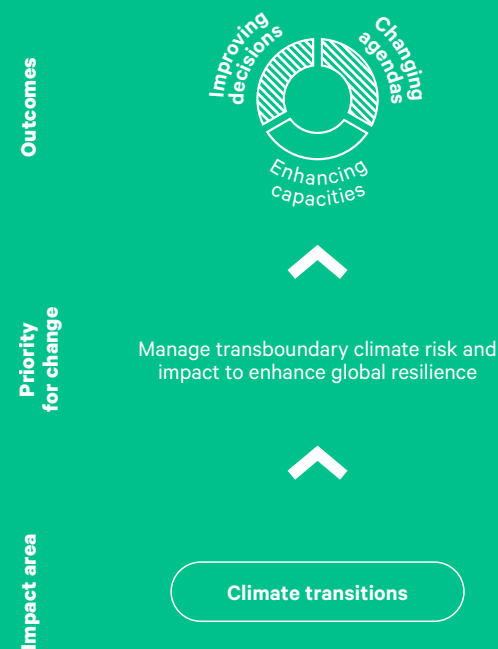 Outcomes
Improving
decisions
Changing
agendas
Enhancing
capacities
Priority
for change
Manage transboundary climate risk and
impact to enhance global resilience
Impact area
Climate transitions